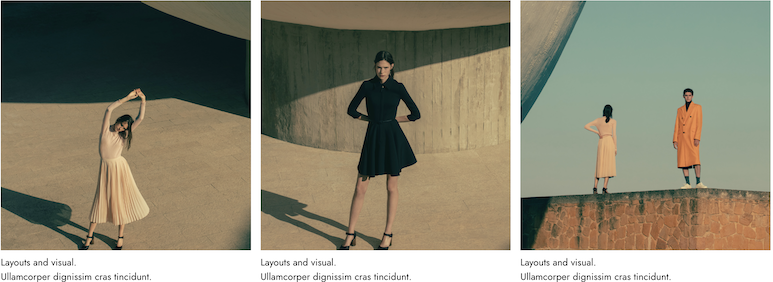 Layouts and visual.
Ullamcorper dignissim cras tincidunt.
Layouts and visual.
Ullamcorper dignissim cras tincidunt.
Layouts and visual.
Ullamcorper dignissim cras tincidunt.